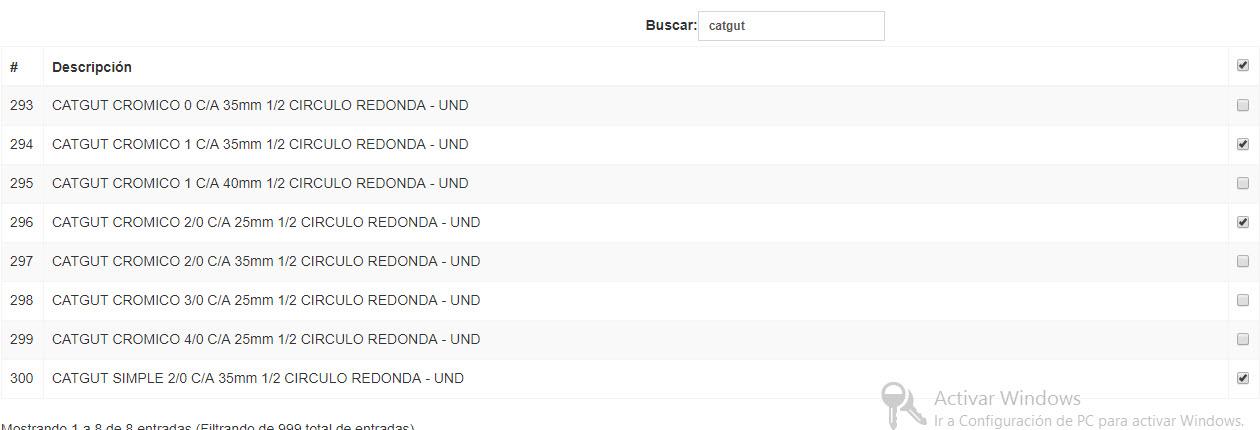 Buscar: catgut
# Descripción
293 CATGUT CROMICO 0 C/A 35mm 1/2 CIRCULO REDONDA - UND
294 CATGUT CROMICO 1 C/A 35mm 1/2 CIRCULO REDONDA - UND
295 CATGUT CROMICO 1 C/A 40mm 1/2 CIRCULO REDONDA - UND
296 CATGUT CROMICO 2/0 C/A 25mm 1/2 CIRCULO REDONDA - UND
297 CATGUT CROMICO 2/0 C/A 35mm 1/2 CIRCULO REDONDA - UND
298 CATGUT CROMICO 3/0 C/A 25mm 1/2 CIRCULO REDONDA - UND
299 CATGUT CROMICO 4/0 C/A 25mm 1/2 CIRCULO REDONDA - UND
300 CATGUT SIMPLE 2/0 C/A 35mm 1/2 CIRCULO REDONDA - UND
Activar Windows
Ir a Configuración de PC para activar Windows.
Mostrando 1 a 8 de 8 entradas (Filtrando de 999 total de entradas)